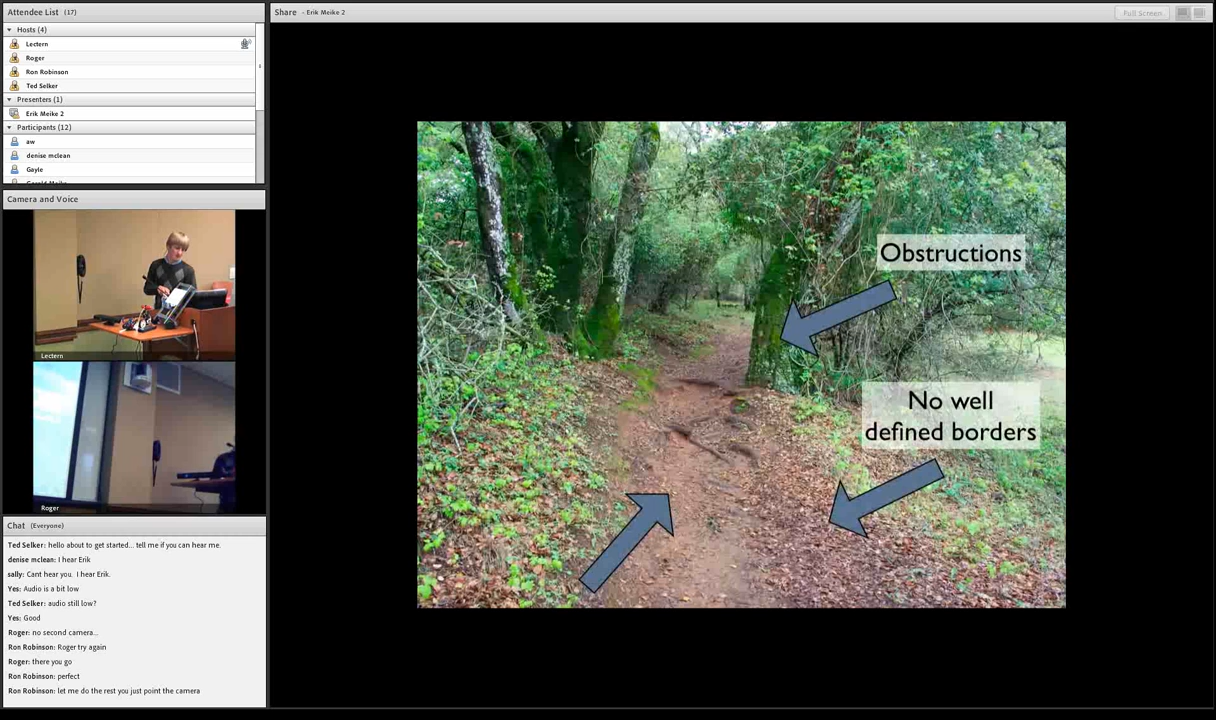 Attendee List (17)
Hosts (4)
Lectern
Roger
Ron Robinson
Ted Selker
Presenters (1)
Erik Meike 2
Participants (12)
aw
denise mclean
Gayle
Camera and Voice
Lectern
Roger
Chat (Everyone)
Ted Selker: hello about to get started... tell me if you can hear me.
denise mclean: I hear Erik
sally: Cant hear you. I hear Erik.
Yes: Audio is a bit low
Ted Selker: audio still low?
Yes: Good
Roger: no second camera...
Ron Robinson: Roger try again
Roger: there you go
Ron Robinson: perfect
Ron Robinson: let me do the rest you just point the camera
Share - Erik Meike 2
Full Screen
Obstructions
No well
defined borders